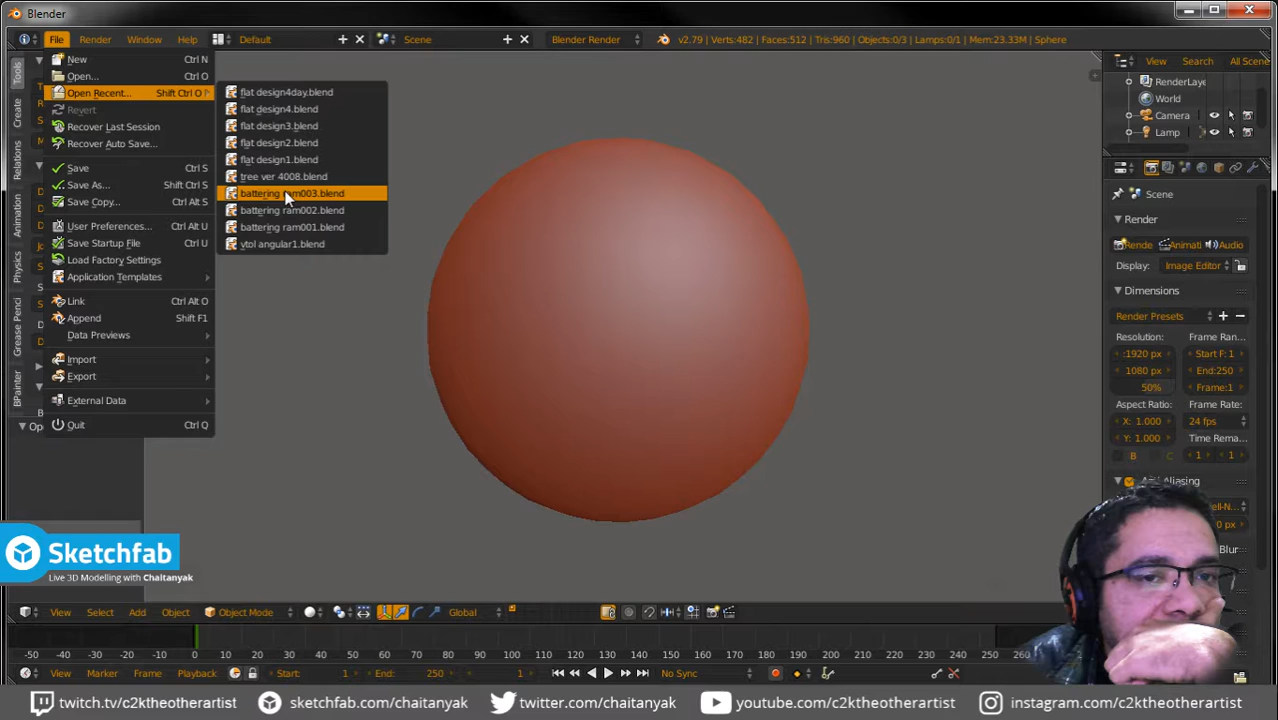 Blender
File Render Window Help Default Scene Blender Render v2.79 | Verts:482 | Faces:512 | Tris:960 | Objects:0/3 | Lamps:0/1 | Mem:23.33M | Sphere
New Ctrl N
Open... Ctrl O
Open Recent... Shift Ctrl O
Revert
Recover Last Session
Recover Auto Save...
Save Ctrl S
Save As... Shift Ctrl S
Save Copy... Ctrl Alt S
User Preferences... Ctrl Alt U
Save Startup File Ctrl U
Load Factory Settings
Application Templates
Link Ctrl Alt O
Append Shift F1
Data Previews
Import
Export
External Data
Quit Ctrl Q
flat design4day.blend
flat design4.blend
flat design3.blend
flat design2.blend
flat design1.blend
tree ver 4008.blend
battering ram003.blend
battering ram002.blend
battering ram001.blend
vtol angular1.blend
Tools
Create
Relations
Animation
Physics
Grease Penci
BPainter
View Search All Scene
RenderLaye
World
Camera
Lamp
Scene
Render
Rende Animati Audio
Display: Image Editor
Dimensions
Render Presets
Resolution: Frame Ran...
:1920 px Start F: 1
1080 px End:250
50% Frame:1
Aspect Ratio: Frame Rate:
X: 1.000 24 fps
Y: 1.000 Time Rema...
B C 1 1
Aliasing
0 px
Blur
Sketchfab
Live 3D Modelling with Chaitanyak
View Select Add Object Object Mode Global
-50 -40 -30 -20 -10 0 10 20 30 40 50 60 70 80 90 100 110 120 130 140 150 160 170 180 190 200 210 220 230 240 250 260
View Marker Frame Playback Start: 1 End: 250 1 No Sync
twitch.tv/c2ktheotherartist sketchfab.com/chaitanyak twitter.com/chaitanyak youtube.com/c2ktheotherartist instagram.com/c2ktheotherartist